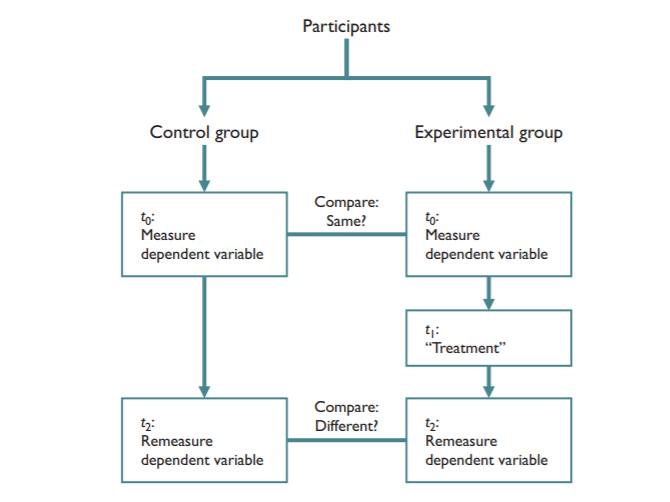 Participants
Control group
Experimental group
t₀:
Measure
dependent variable
Compare:
Same?
t₀:
Measure
dependent variable
t₁:
“Treatment”
t₂:
Remeasure
dependent variable
Compare:
Different?
t₂:
Remeasure
dependent variable